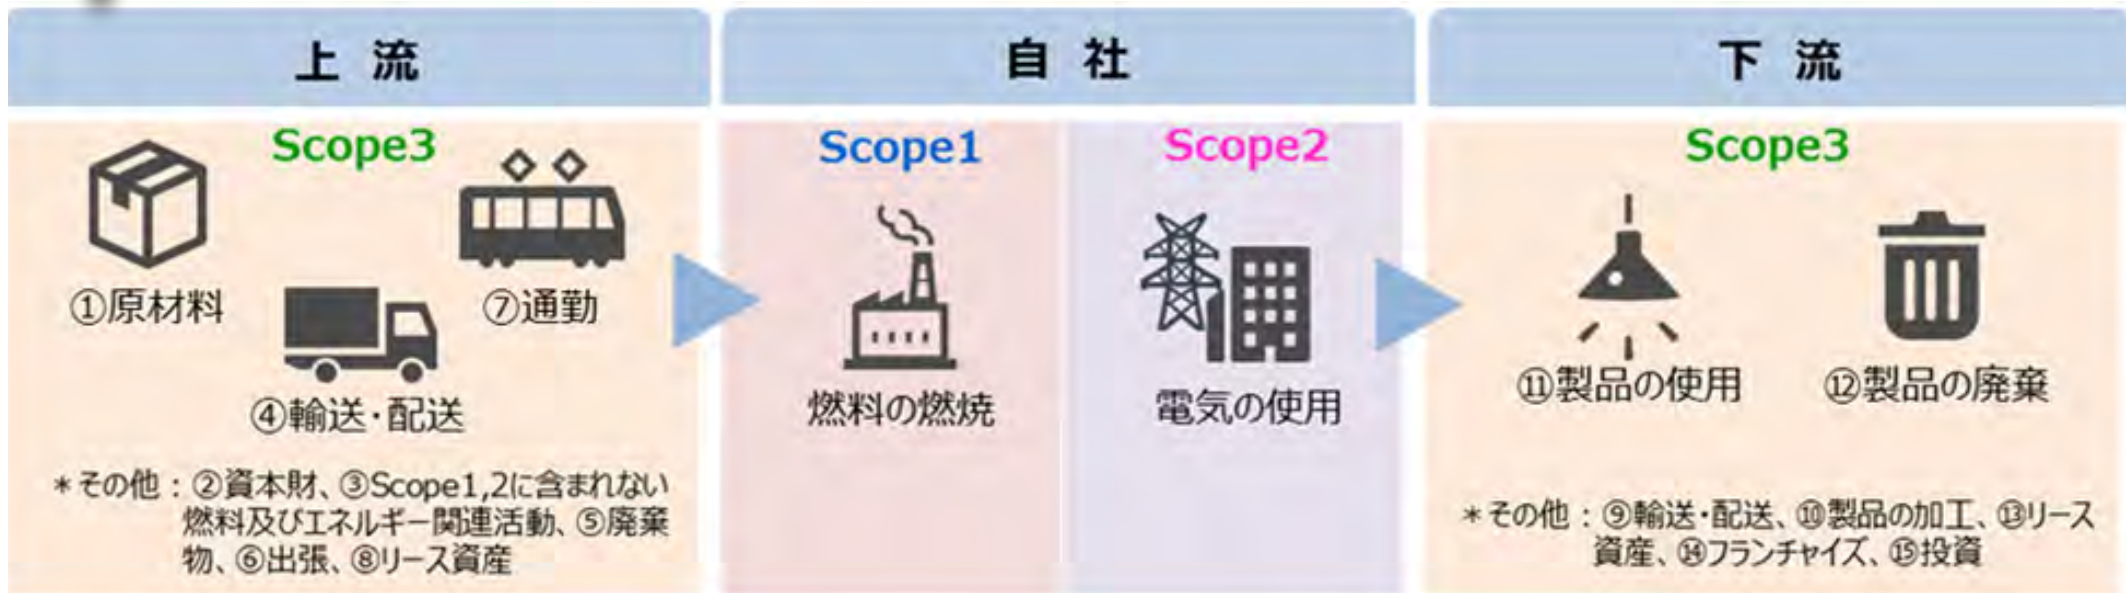 上 流
Scope3
①原材料
⑦通勤
④輸送・配送
＊その他：②資本財、③Scope1,2に含まれない
燃料及びエネルギー関連活動、⑤廃棄
物、⑥出張、⑧リース資産
自 社
Scope1
燃料の燃焼
Scope2
電気の使用
下 流
Scope3
⑪製品の使用
⑫製品の廃棄
＊その他：⑨輸送・配送、⑩製品の加工、⑬リース
資産、⑭フランチャイズ、⑮投資